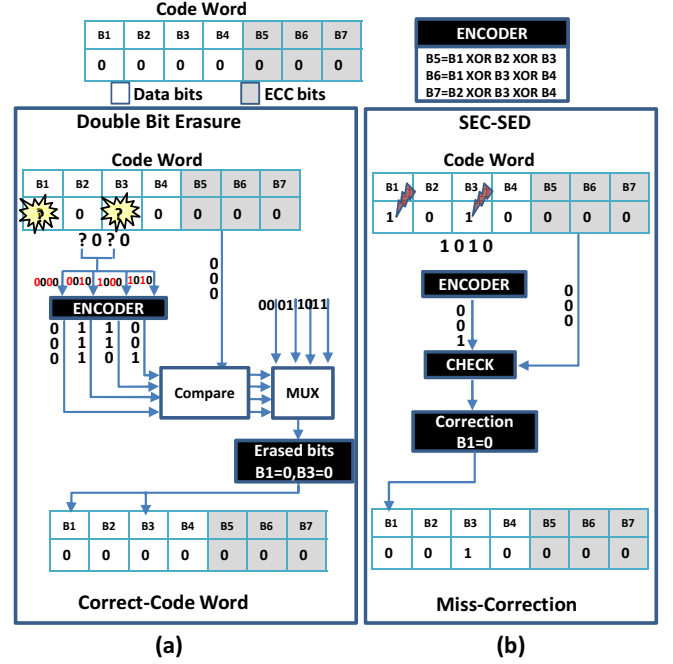 Code Word
B1 B2 B3 B4 B5 B6 B7
0 0 0 0 0 0 0
Data bits ECC bits
ENCODER
B5=B1 XOR B2 XOR B3
B6=B1 XOR B3 XOR B4
B7=B2 XOR B3 XOR B4
Double Bit Erasure
Code Word
B1 B2 B3 B4 B5 B6 B7
? 0 ? 0 0 0 0
? 0 ? 0
0000 0010 1000 1010
ENCODER
0 1 1 0
0 1 1 0
0 1 0 1
0
0
0
00 01 10 11
Compare
MUX
Erased bits
B1=0,B3=0
B1 B2 B3 B4 B5 B6 B7
0 0 0 0 0 0 0
Correct-Code Word
(a)
SEC-SED
Code Word
B1 B2 B3 B4 B5 B6 B7
1 0 1 0 0 0 0
1 0 1 0
ENCODER
0
0
1
0
0
0
CHECK
Correction
B1=0
B1 B2 B3 B4 B5 B6 B7
0 0 1 0 0 0 0
Miss-Correction
(b)